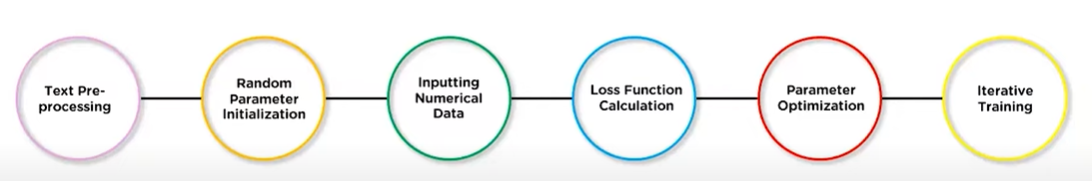 Text Pre-
processing
Random
Parameter
Initialization
Inputting
Numerical
Data
Loss Function
Calculation
Parameter
Optimization
Iterative
Training